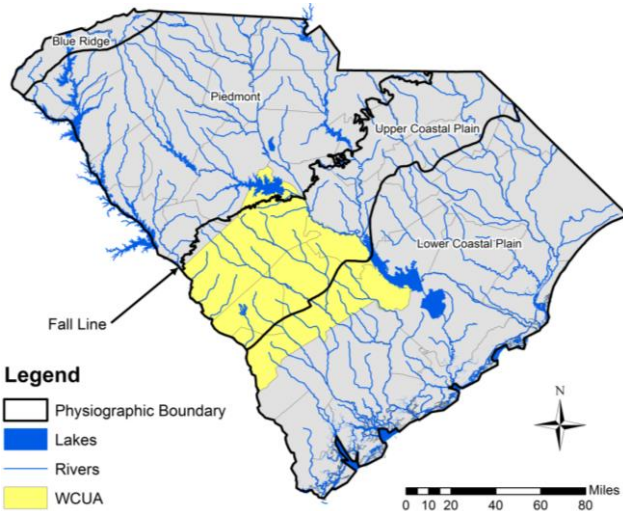 Blue Ridge
Piedmont
Upper Coastal Plain
Lower Coastal Plain
Fall Line
Legend
Physiographic Boundary
Lakes
Rivers
WCUA
N
Miles
0 10 20 40 60 80